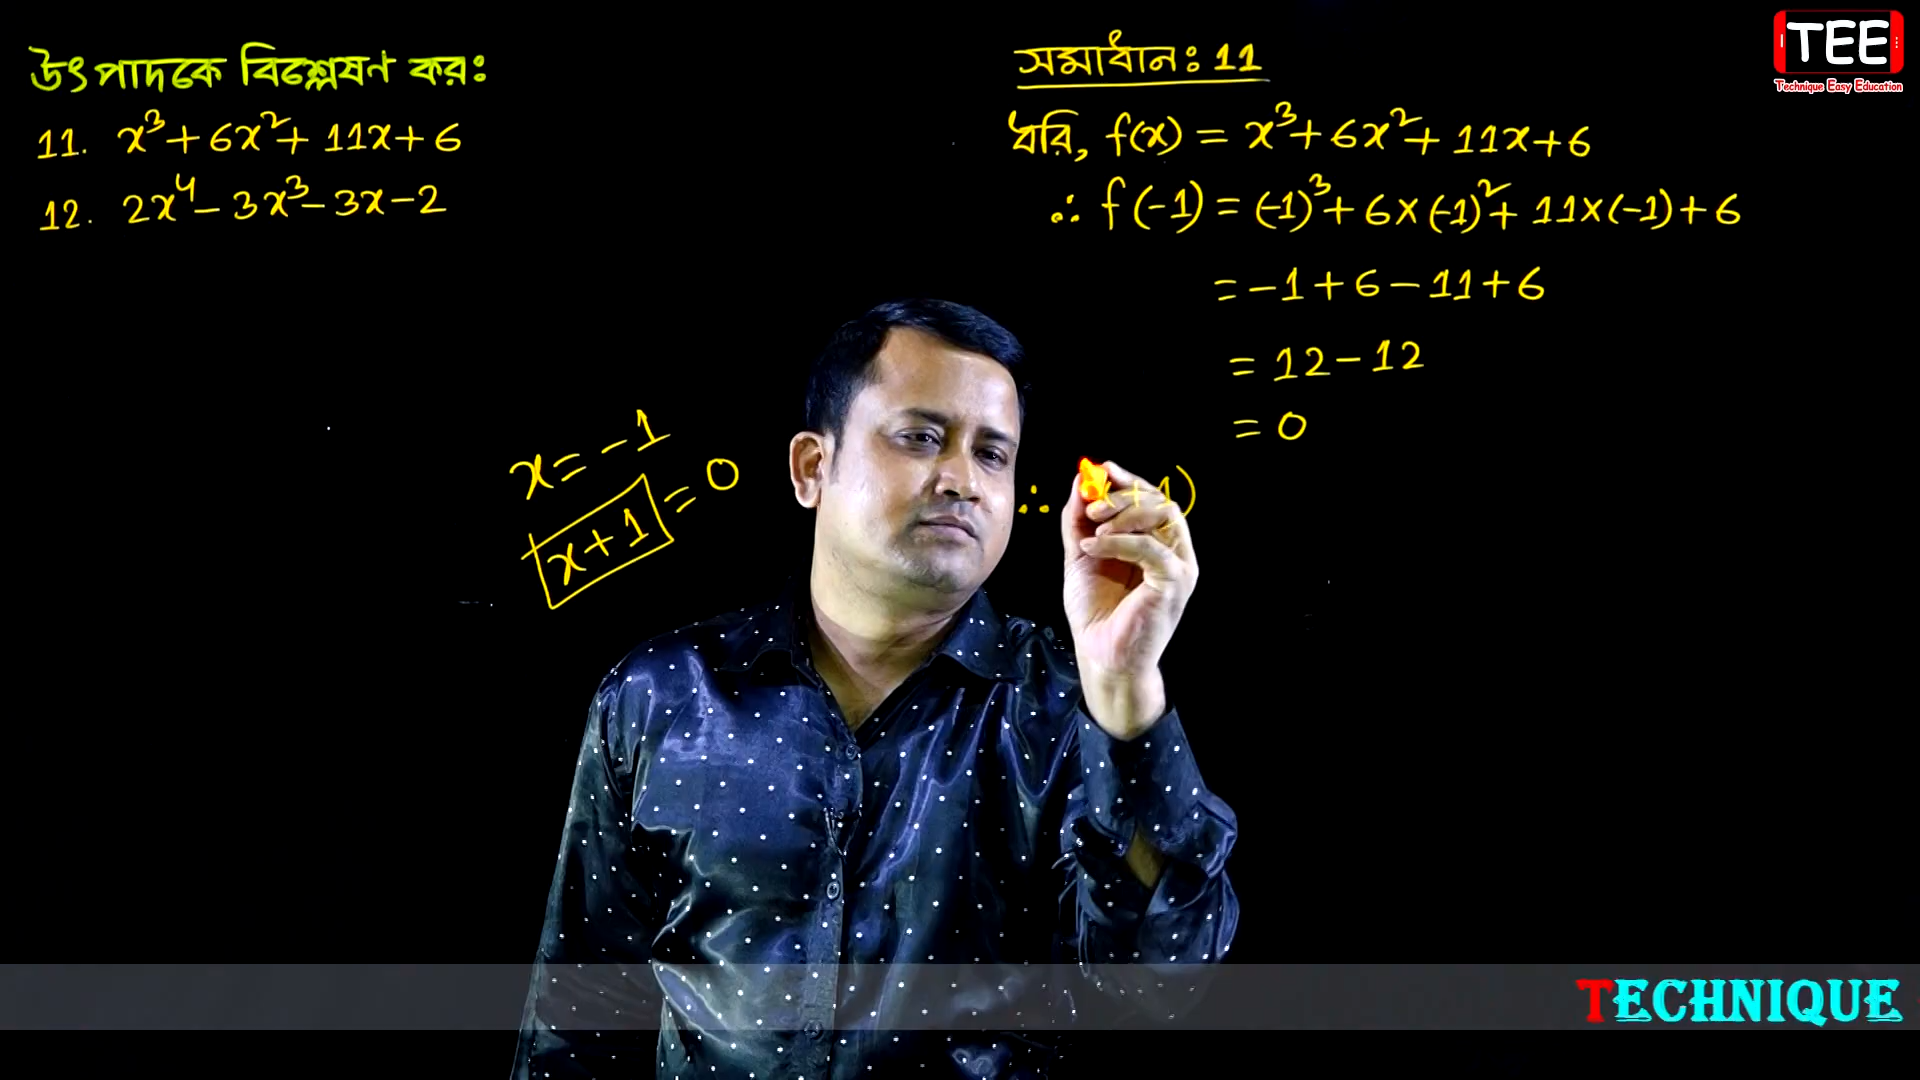 উৎপাদকে বিশ্লেষণ করঃ
11. x³+6x²+11x+6
12. 2x⁴-3x³-3x-2
সমাধানঃ 11
ধরি, f(x) = x³+6x²+11x+6
∴ f(-1) = (-1)³+6×(-1)²+11×(-1)+6
= -1+6-11+6
= 12-12
= 0
x = -1
x+1 = 0
∴ +1)
TEE
Technique Easy Education
TECHNIQUE